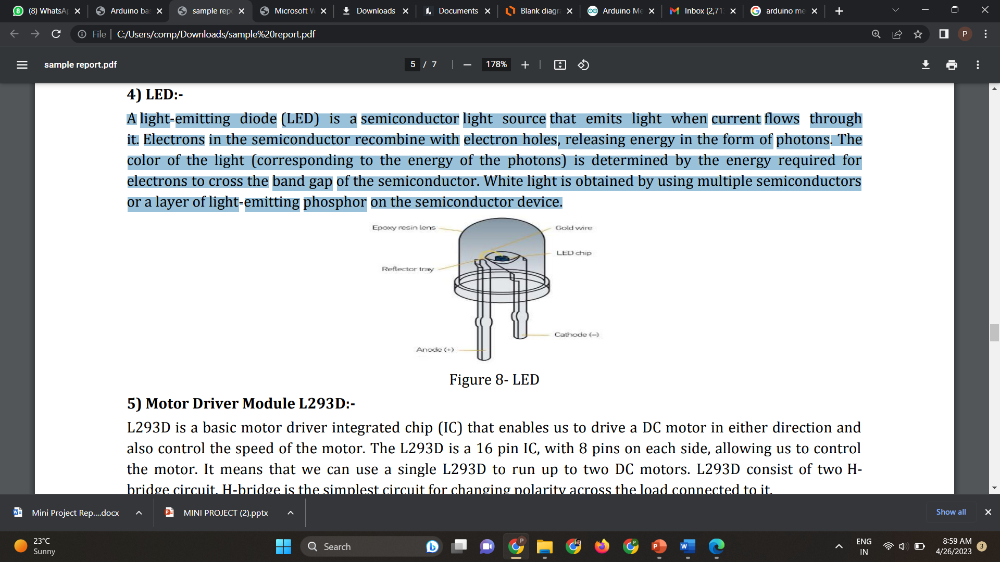 (8) WhatsAp
Arduino ba
sample repo
Microsoft W
Downloads
Documents
Blank diagr
Arduino Me
Inbox (2,71
arduino me
File
C:/Users/comp/Downloads/sample%20report.pdf
P
sample report.pdf
5 / 7
178%
4) LED:-
A light-emitting diode (LED) is a semiconductor light source that emits light when current flows through
it. Electrons in the semiconductor recombine with electron holes, releasing energy in the form of photons. The
color of the light (corresponding to the energy of the photons) is determined by the energy required for
electrons to cross the band gap of the semiconductor. White light is obtained by using multiple semiconductors
or a layer of light-emitting phosphor on the semiconductor device.
Epoxy resin lens
Gold wire
LED chip
Reflector tray
Cathode (−)
Anode (+)
Figure 8- LED
5) Motor Driver Module L293D:-
L293D is a basic motor driver integrated chip (IC) that enables us to drive a DC motor in either direction and
also control the speed of the motor. The L293D is a 16 pin IC, with 8 pins on each side, allowing us to control
the motor. It means that we can use a single L293D to run up to two DC motors. L293D consist of two H-
bridge circuit. H-bridge is the simplest circuit for changing polarity across the load connected to it.
Mini Project Rep....docx
MINI PROJECT (2).pptx
Show all
23°C
Sunny
Search
ENG
IN
8:59 AM
4/26/2023
3